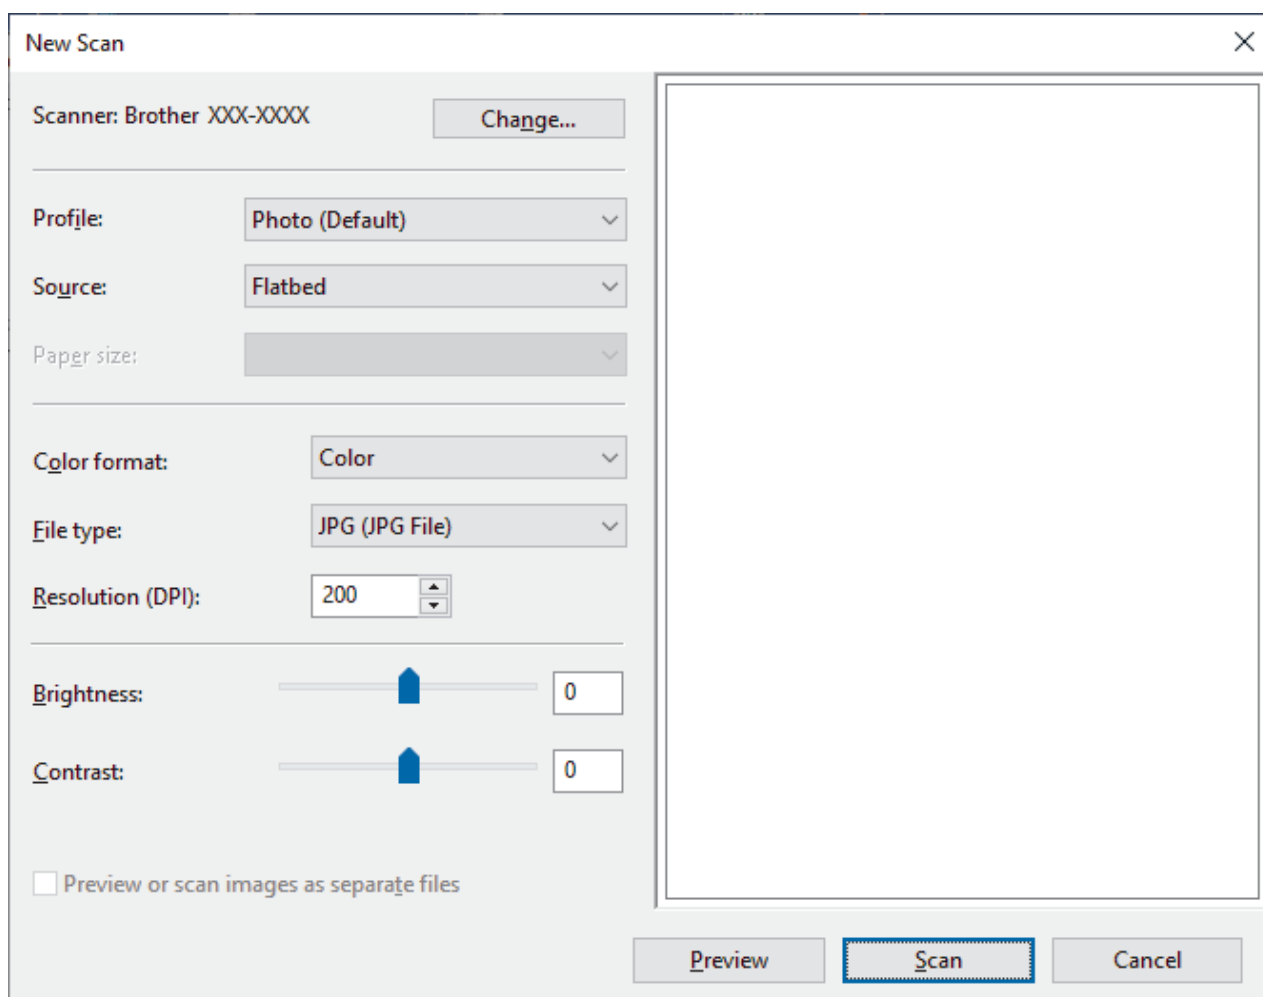 New Scan
Scanner: Brother XXX-XXXX
Change...
Profile:
Photo (Default)
Source:
Flatbed
Paper size:
Color format:
Color
File type:
JPG (JPG File)
Resolution (DPI):
200
Brightness:
0
Contrast:
0
Preview or scan images as separate files
Preview
Scan
Cancel